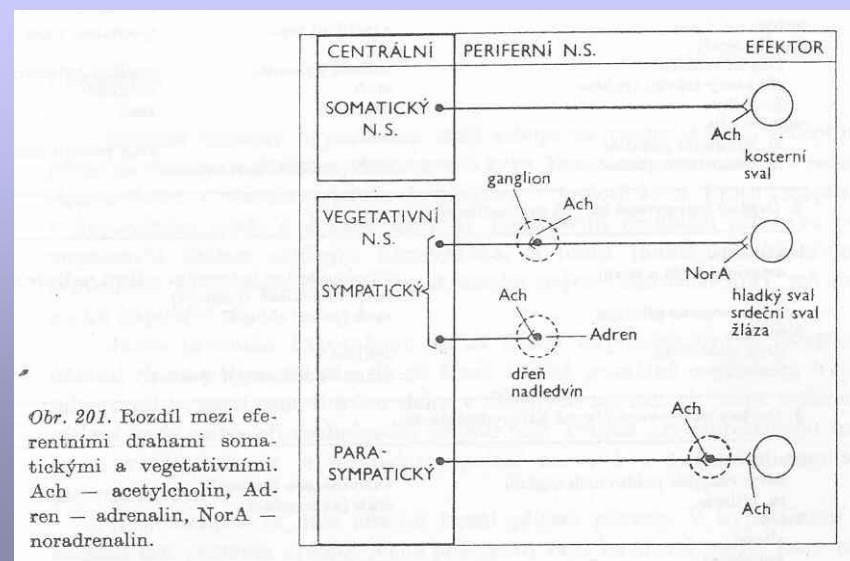 CENTRÁLNÍ
PERIFERNÍ N.S.
EFEKTOR
SOMATICKÝ
N.S.
Ach
kosterní
sval
ganglion
Ach
VEGETATIVNÍ
N.S.
SYMPATICKÝ
NorA
hladký sval
srdeční sval
žláza
Ach
Adren
dřeň
nadledvin
Ach
PARA-
SYMPATICKÝ
Ach
Obr. 201. Rozdíl mezi efe-
rentními drahami soma-
tickými a vegetativními.
Ach — acetylcholin, Ad-
ren — adrenalin, NorA —
noradrenalin.